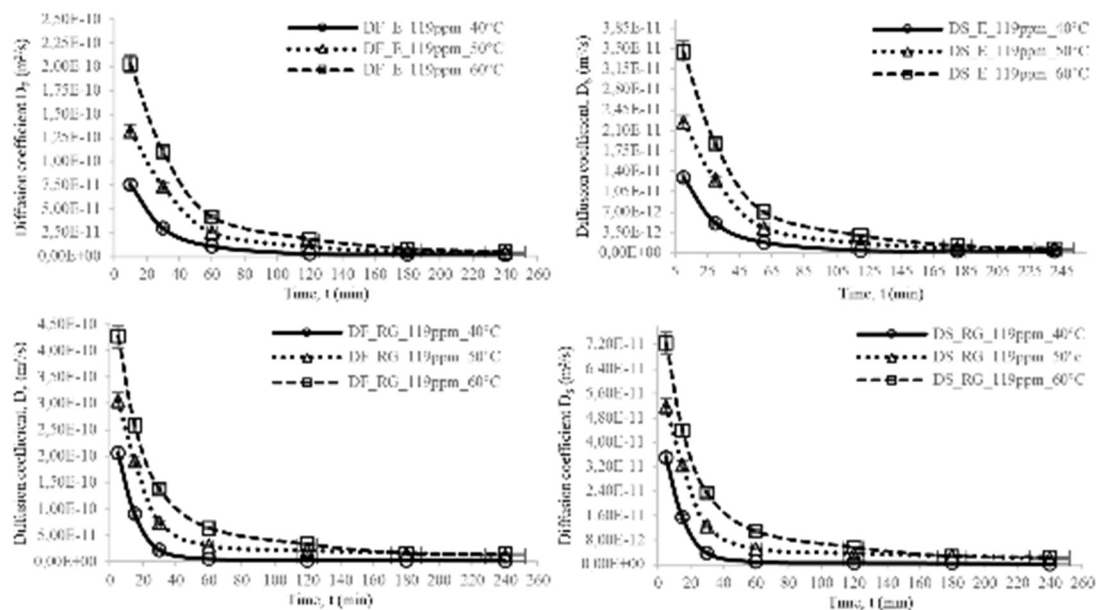 Diffusion coefficient D (m²/s)
2,50E-10
2,25E-10
2,00E-10
1,75E-10
1,50E-10
1,25E-10
1,00E-10
7,50E-11
5,00E-11
2,50E-11
0,00E+00
DF_E_119ppm_40°C
DF_E_119ppm_50°C
DF_E_119ppm_60°C
0 20 40 60 80 100 120 140 160 180 200 220 240 260
Time, t (min)
Diffusion coefficient, D (m²/s)
3,85E-11
3,50E-11
3,15E-11
2,80E-11
2,45E-11
2,10E-11
1,75E-11
1,40E-11
1,05E-11
7,00E-12
3,50E-12
0,00E+00
DS_E_119ppm_40°C
DS_E_119ppm_50°C
DS_E_119ppm_60°C
5 25 45 65 85 105 125 145 165 185 205 225 245
Time, t (min)
Diffusion coefficient, D (m²/s)
4,50E-10
4,00E-10
3,50E-10
3,00E-10
2,50E-10
2,00E-10
1,50E-10
1,00E-10
5,00E-11
0,00E+00
DF_RG_119ppm_40°C
DF_RG_119ppm_50°C
DF_RG_119ppm_60°C
0 20 40 60 80 100 120 140 160 180 200 220 240 260
Time, t (min)
Diffusion coefficient D (m²/s)
7,20E-11
6,40E-11
5,60E-11
4,80E-11
4,00E-11
3,20E-11
2,40E-11
1,60E-11
8,00E-12
0,00E+00
DS_RG_119ppm_40°C
DS_RG_119ppm_50°c
DS_RG_119ppm_60°C
0 20 40 60 80 100 120 140 160 180 200 220 240 260
Time, t (min)